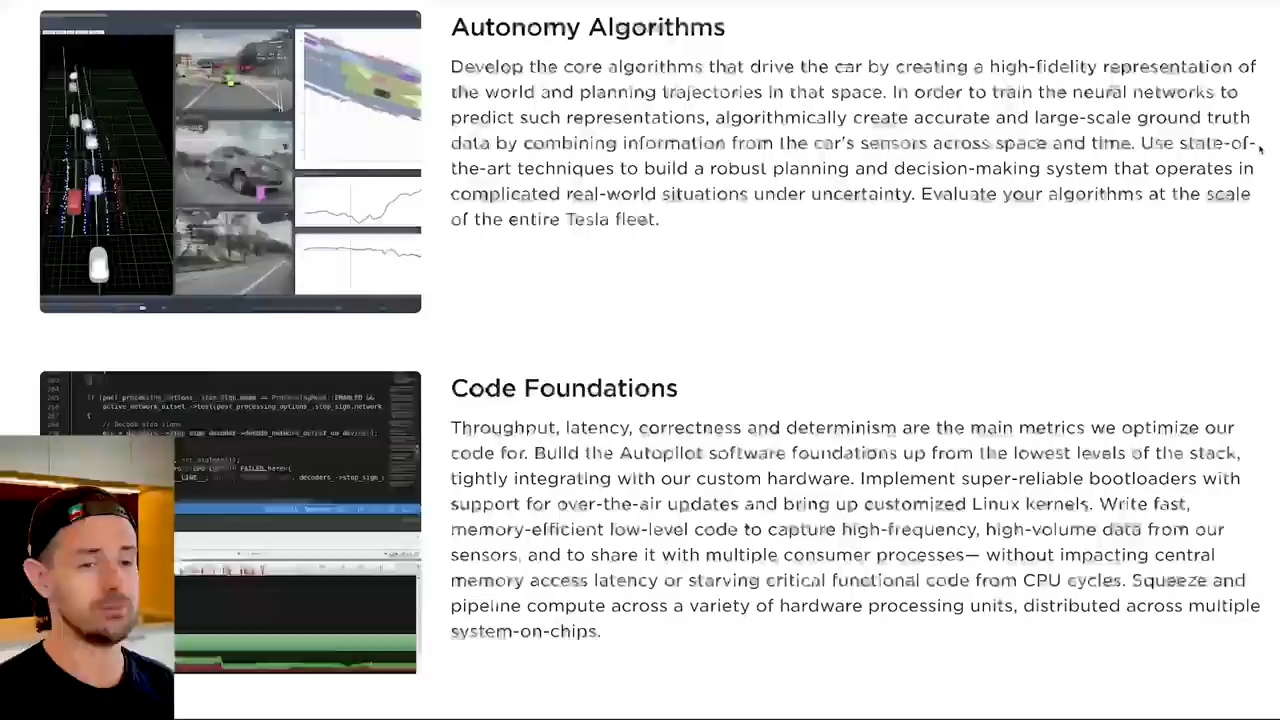 Autonomy Algorithms
Develop the core algorithms that drive the car by creating a high-fidelity representation of
the world and planning trajectories in that space. In order to train the neural networks to
predict such representations, algorithmically create accurate and large-scale ground truth
data by combining information from the car's sensors across space and time. Use state-of-
the-art techniques to build a robust planning and decision-making system that operates in
complicated real-world situations under uncertainty. Evaluate your algorithms at the scale
of the entire Tesla fleet.
264
265
266
267
{
// Decode stop signs
FAILED
Code Foundations
Throughput, latency, correctness and determinism are the main metrics we optimize our
code for. Build the Autopilot software foundations up from the lowest levels of the stack,
tightly integrating with our custom hardware. Implement super-reliable bootloaders with
support for over-the-air updates and bring up customized Linux kernels. Write fast,
memory-efficient low-level code to capture high-frequency, high-volume data from our
sensors, and to share it with multiple consumer processes— without impacting central
memory access latency or starving critical functional code from CPU cycles. Squeeze and
pipeline compute across a variety of hardware processing units, distributed across multiple
system-on-chips.